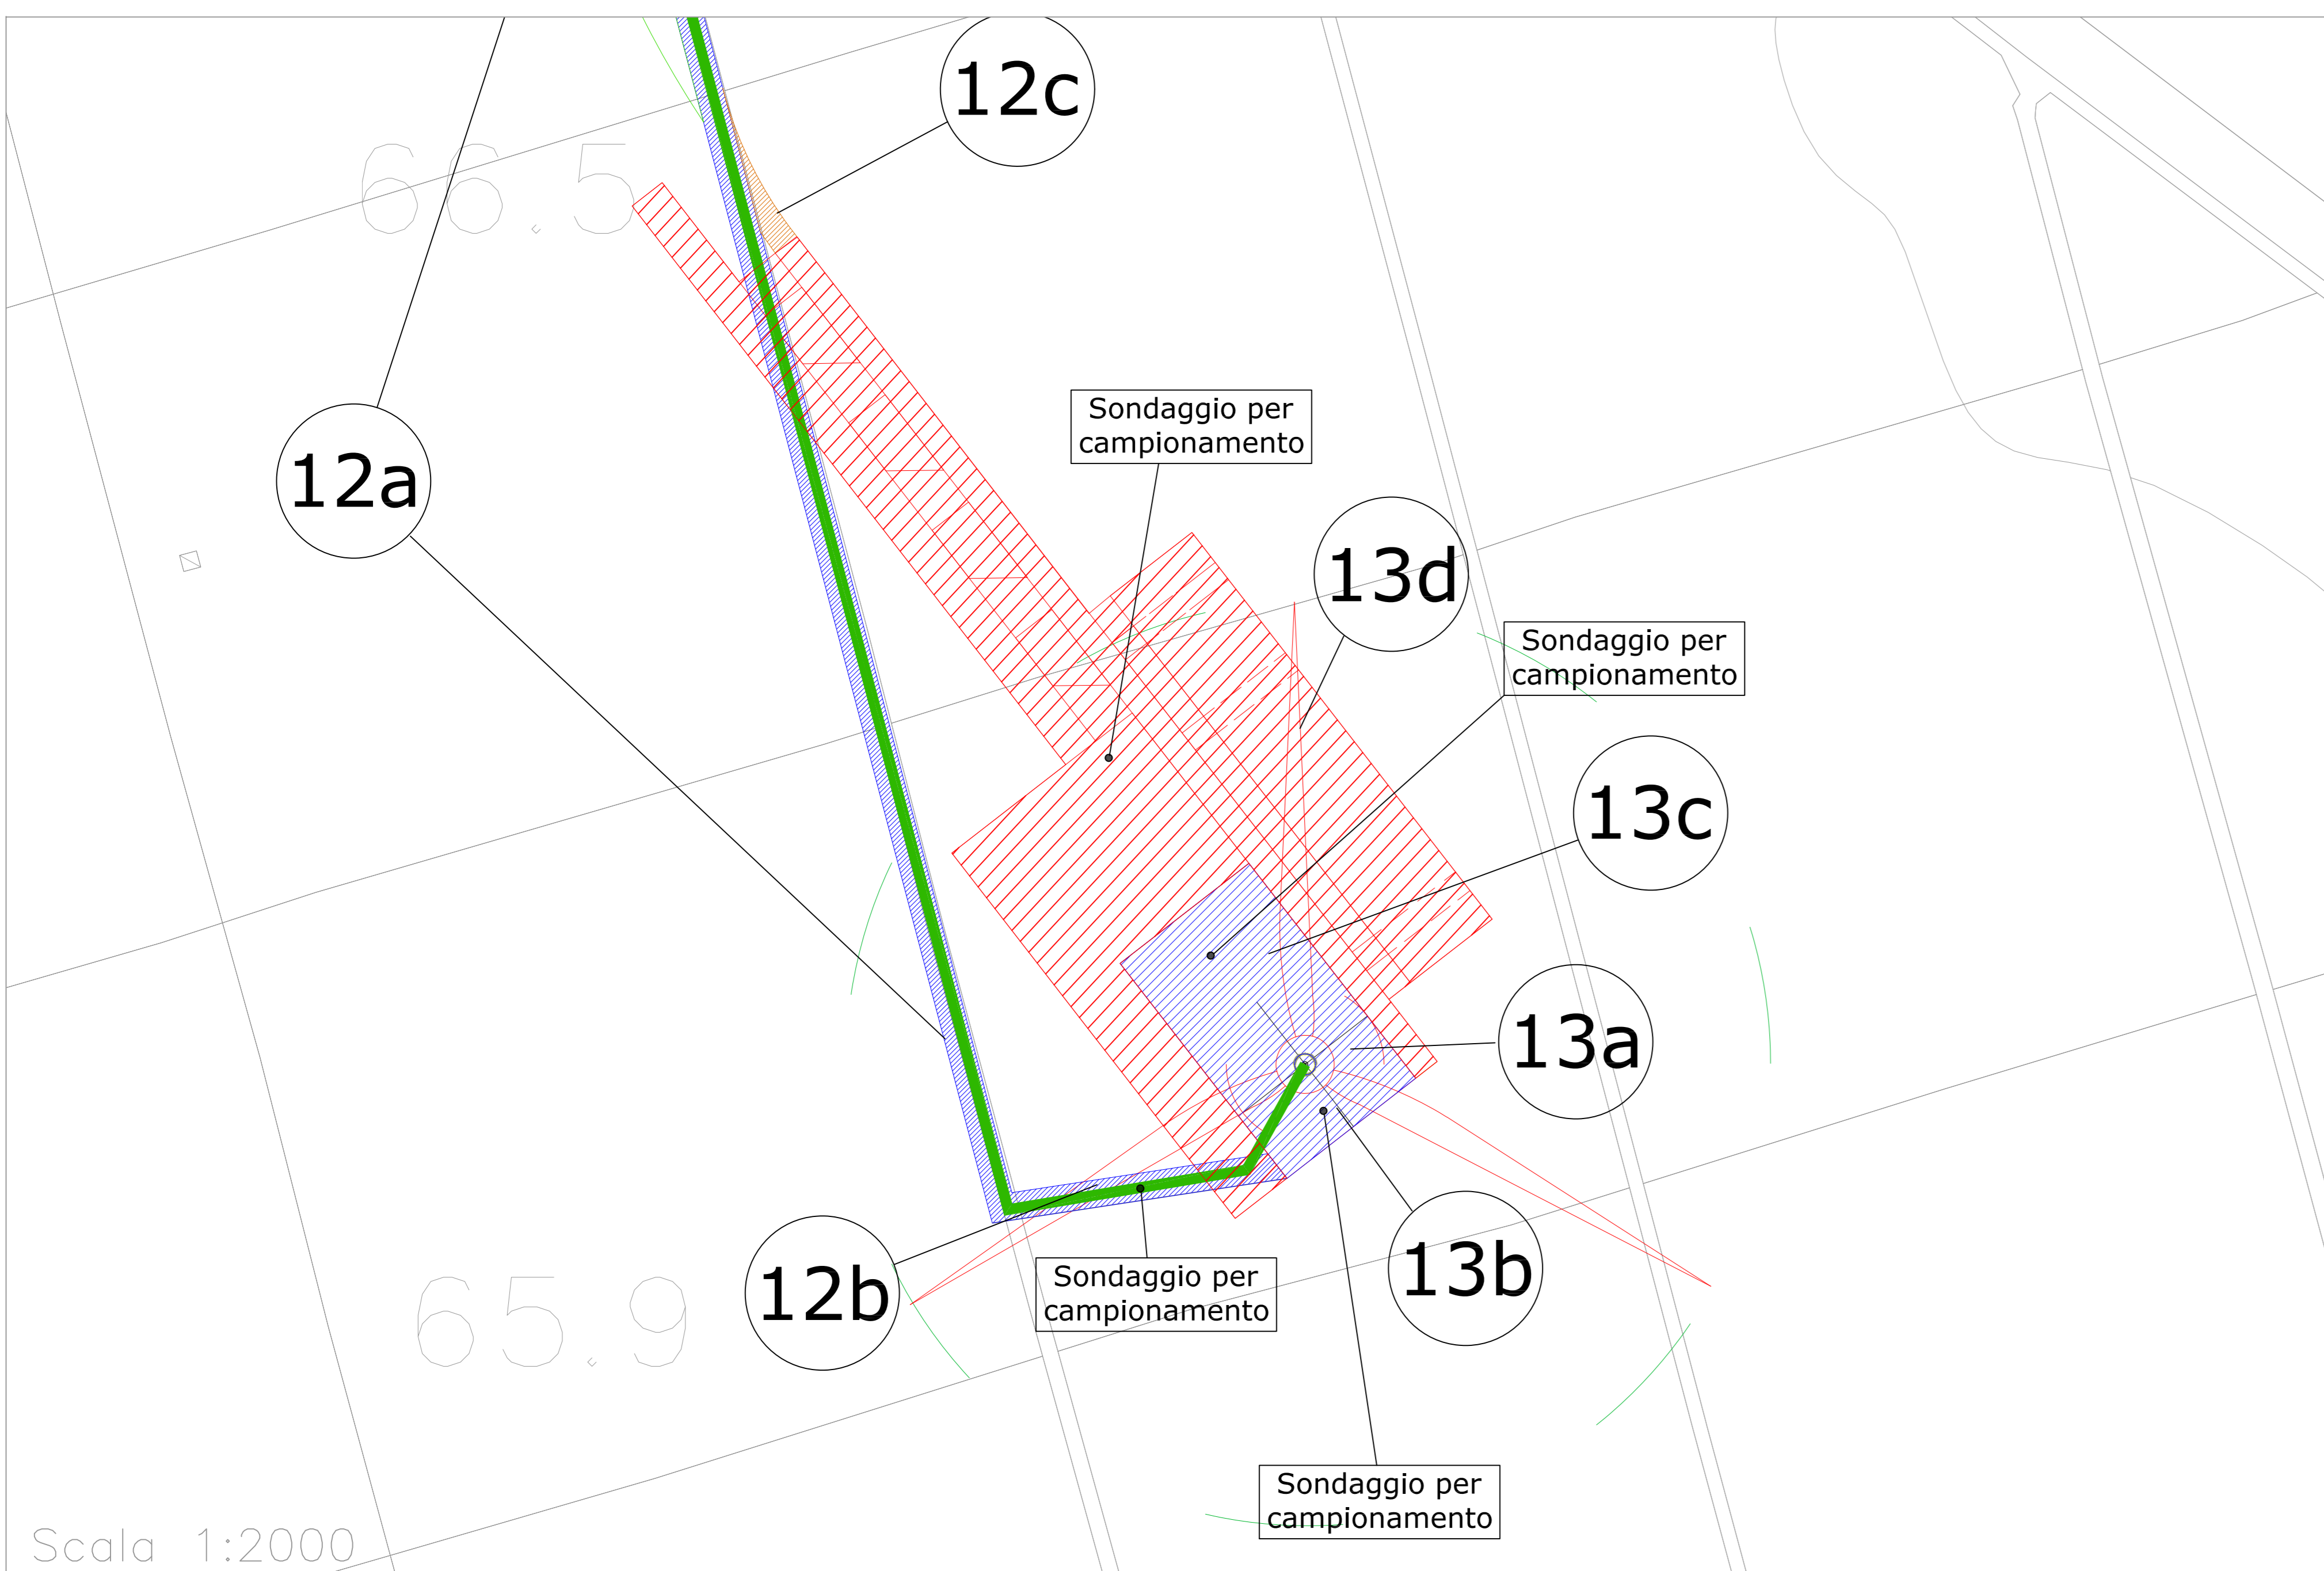 12c
66.5
Sondaggio per
campionamento
12a
13d
Sondaggio per
campionamento
13c
13a
12b
Sondaggio per
campionamento
13b
65.9
Sondaggio per
campionamento
Scala 1:2000